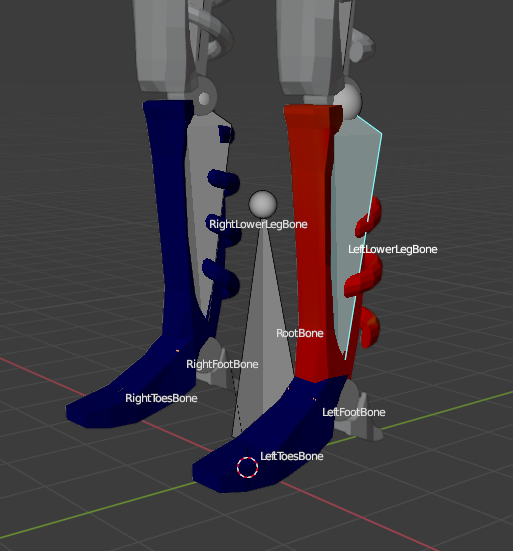 RightLowerLegBone
LeftLowerLegBone
RootBone
RightFootBone
RightToesBone
LeftFootBone
LeftToesBone